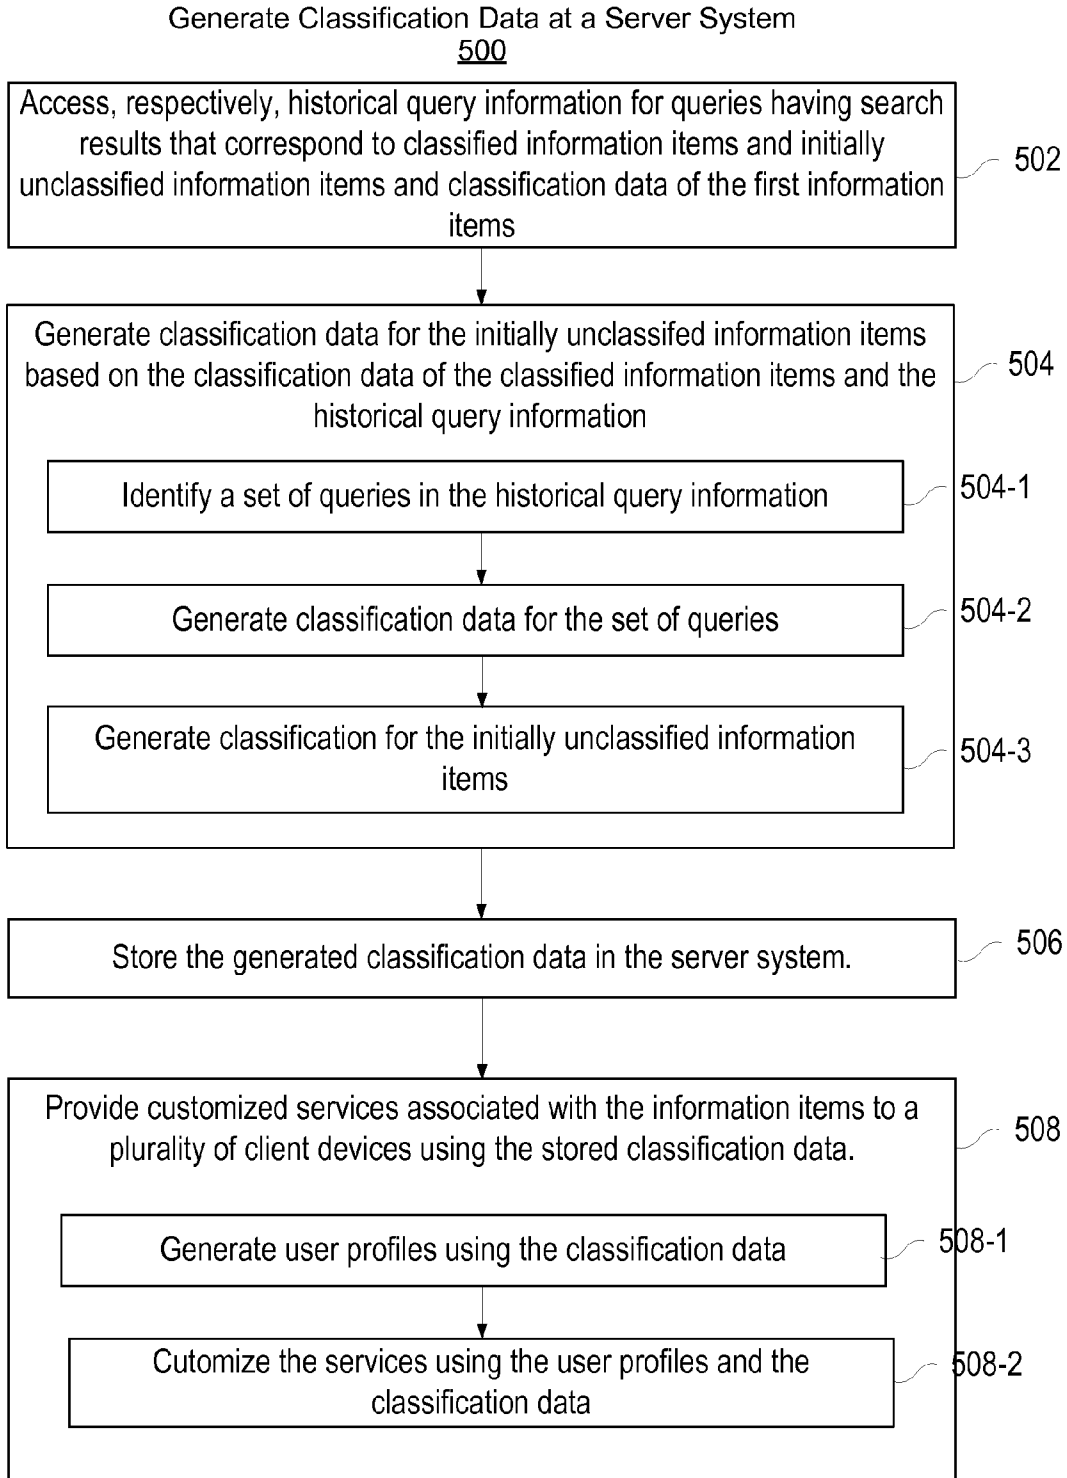 Generate Classification Data at a Server System
500
Access, respectively, historical query information for queries having search
results that correspond to classified information items and initially
unclassified information items and classification data of the first information
items
502
Generate classification data for the initially unclassifed information items
based on the classification data of the classified information items and the
historical query information
504
Identify a set of queries in the historical query information
504-1
Generate classification data for the set of queries
504-2
Generate classification for the initially unclassified information
items
504-3
Store the generated classification data in the server system.
506
Provide customized services associated with the information items to a
plurality of client devices using the stored classification data.
508
Generate user profiles using the classification data
508-1
Cutomize the services using the user profiles and the
classification data
508-2